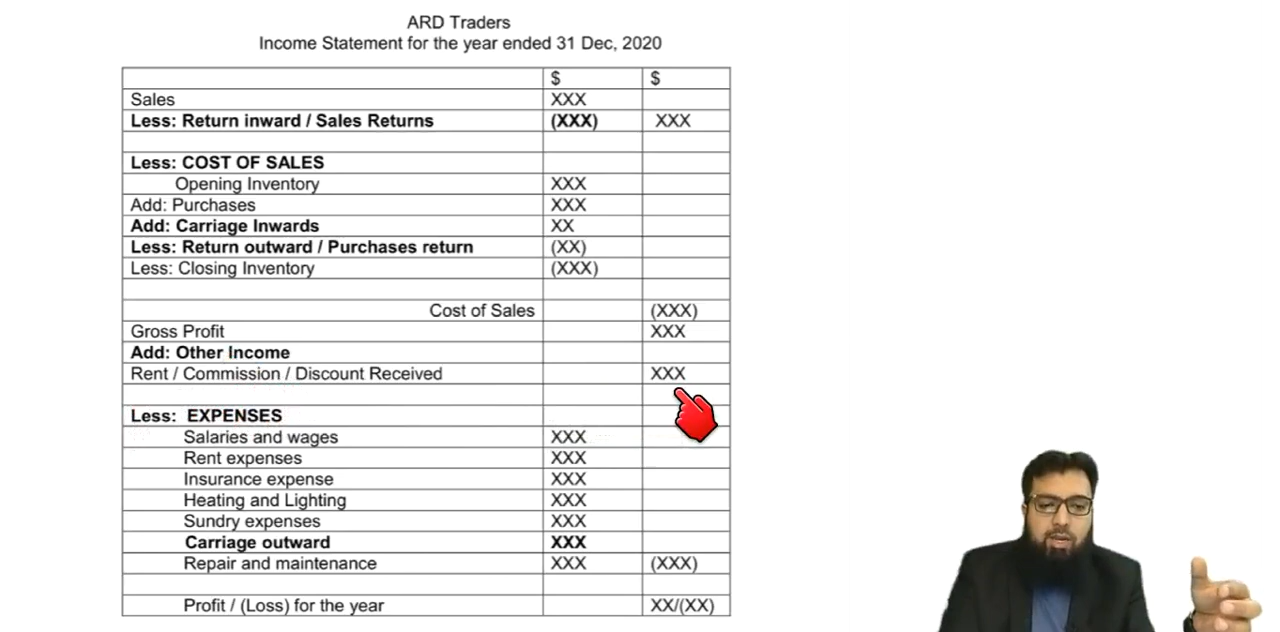 ARD Traders
Income Statement for the year ended 31 Dec, 2020
$ $
Sales XXX
Less: Return inward / Sales Returns (XXX) XXX
Less: COST OF SALES
Opening Inventory XXX
Add: Purchases XXX
Add: Carriage Inwards XX
Less: Return outward / Purchases return (XX)
Less: Closing Inventory (XXX)
Cost of Sales (XXX)
Gross Profit XXX
Add: Other Income
Rent / Commission / Discount Received XXX
Less: EXPENSES
Salaries and wages XXX
Rent expenses XXX
Insurance expense XXX
Heating and Lighting XXX
Sundry expenses XXX
Carriage outward XXX
Repair and maintenance XXX (XXX)
Profit / (Loss) for the year XX/(XX)